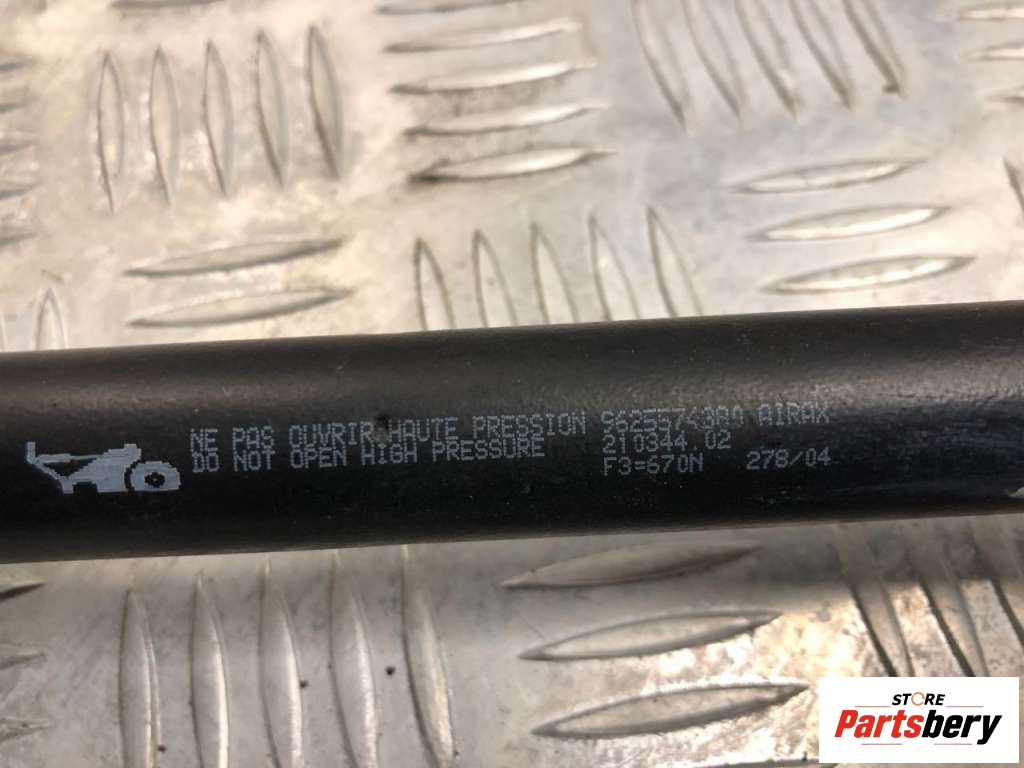 NE PAS OUVRIR HAUTE PRESSION 9625574380 AIRAX
DO NOT OPEN HIGH PRESSURE 210344.02
F3=670N 278/04
STORE
Partsbery